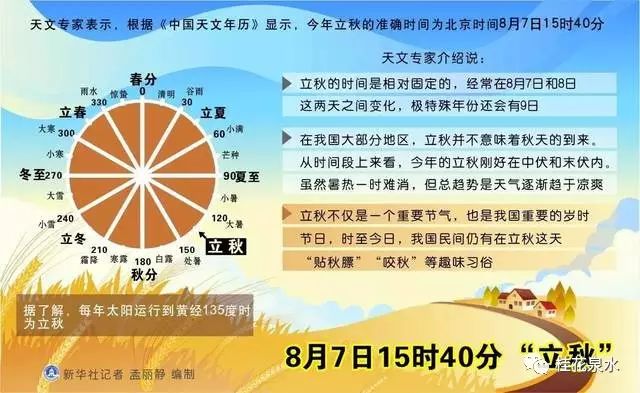 天文专家表示，根据《中国天文年历》显示，今年立秋的准确时间为北京时间8月7日15时40分
天文专家介绍说：
立秋的时间是相对固定的，经常在8月7日和8日
这两天之间变化，极特殊年份还会有9日
在我国大部分地区，立秋并不意味着秋天的到来。
从时间段上来看，今年的立秋刚好在中伏和末伏内。
虽然暑热一时难消，但总趋势是天气逐渐趋于凉爽
立秋不仅是一个重要节气，也是我国重要的岁时
节日，时至今日，我国民间仍有在立秋这天
“贴秋膘”“咬秋”等趣味习俗
春分
雨水 惊蛰 0 清明 谷雨
立春 330 30 立夏
大寒 300 60 小满
小寒 芒种
冬至 270 90 夏至
大雪 小暑
小雪 240 120 大暑
立冬 210 150 立秋
霜降 寒露 180 白露 处暑
秋分
据了解，每年太阳运行到黄经135度时
为立秋
新华社记者 孟丽静 编制
8月7日15时40分“立秋”
桂花泉水